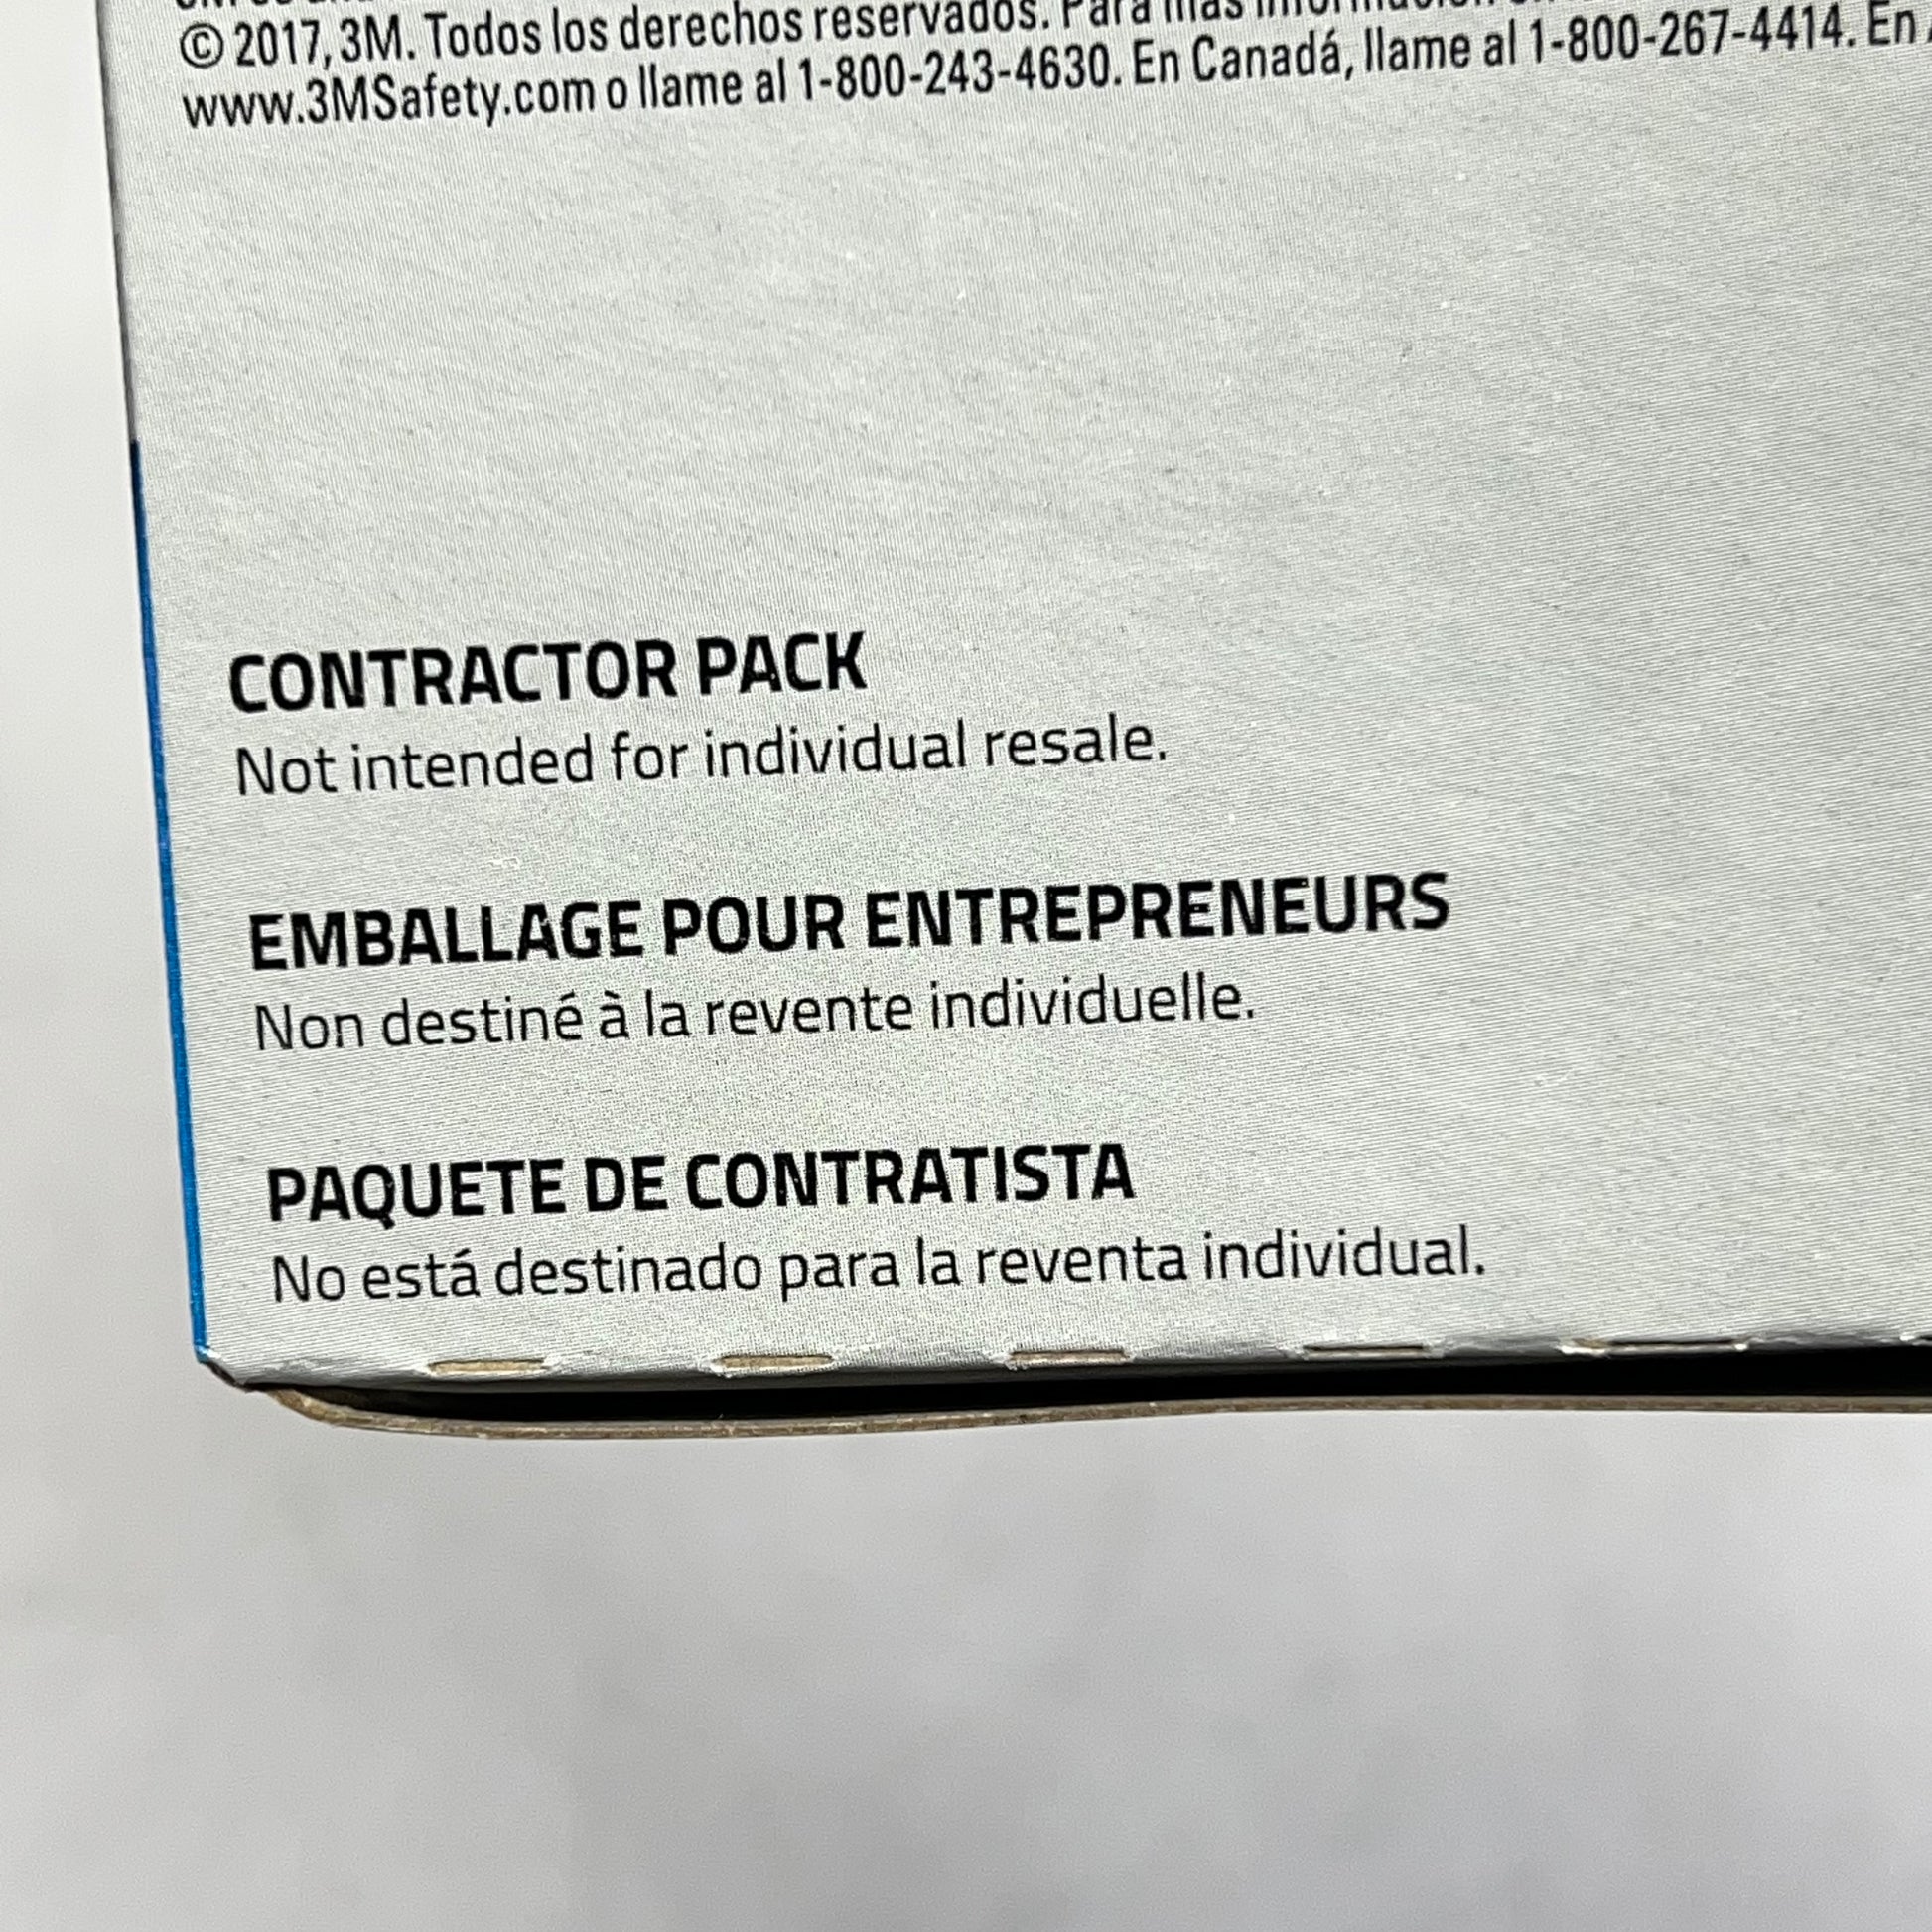 © 2017, 3M. Todos los derechos reservados. Para más información
www.3MSafety.com o llame al 1-800-243-4630. En Canadá, llame al 1-800-267-4414. En
CONTRACTOR PACK
Not intended for individual resale.
EMBALLAGE POUR ENTREPRENEURS
Non destiné à la revente individuelle.
PAQUETE DE CONTRATISTA
No está destinado para la reventa individual.